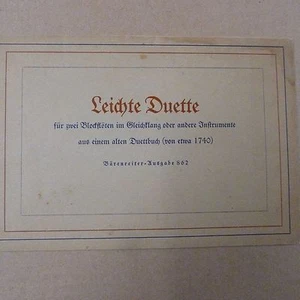 Leichte Duette
für zwei Blockflöten im Gleichklang oder andere Instrumente
aus einem alten Duettbuch (von etwa 1740)
Bärenreiter-Ausgabe 862